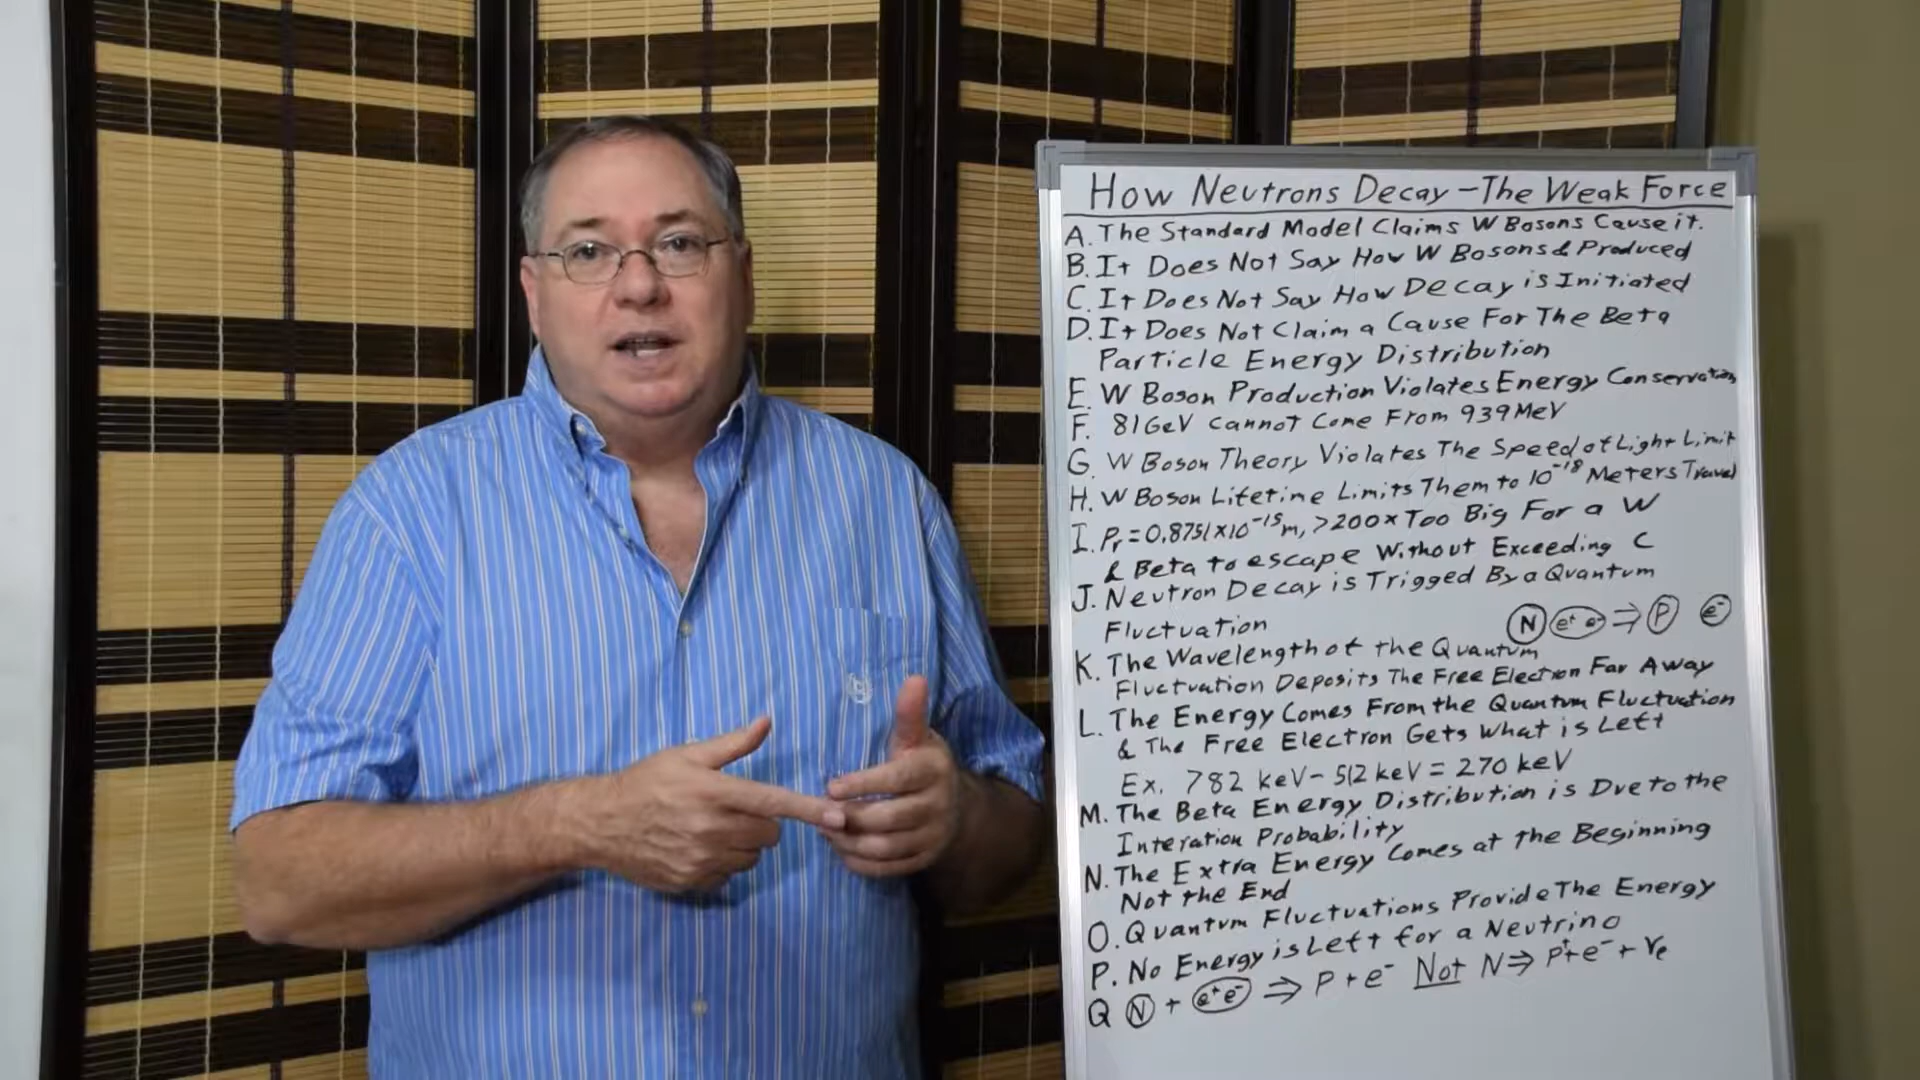 How Neutrons Decay – The Weak Force
A. The Standard Model Claims W Bosons Cause it.
B. It Does Not Say How W Bosons & Produced
C. It Does Not Say How Decay is Initiated
D. It Does Not Claim a Cause For The Beta
Particle Energy Distribution
E. W Boson Production Violates Energy Conservation
F. 81 GeV Cannot Come From 939 MeV
G. W Boson Theory Violates The Speed of Light Limit
H. W Boson Lifetime Limits Them to 10⁻¹⁸ Meters Travel
I. Pr = 0.8751×10⁻¹⁵m, >200× Too Big For a W
& Beta to escape Without Exceeding C
J. Neutron Decay is Trigged By a Quantum
Fluctuation
N e⁺ e⁻ ⇒ P e⁻
K. The Wavelength of the Quantum
Fluctuation Deposits The Free Electron Far Away
L. The Energy Comes From the Quantum Fluctuation
& The Free Electron Gets What is Left
Ex. 782 keV – 512 keV = 270 keV
M. The Beta Energy Distribution is Due to the
Interation Probability
N. The Extra Energy Comes at the Beginning
Not the End
O. Quantum Fluctuations Provide The Energy
P. No Energy is Left for a Neutrino
Q N + e⁺e⁻ ⇒ P + e⁻ Not N ⇒ P⁺ + e⁻ + νe